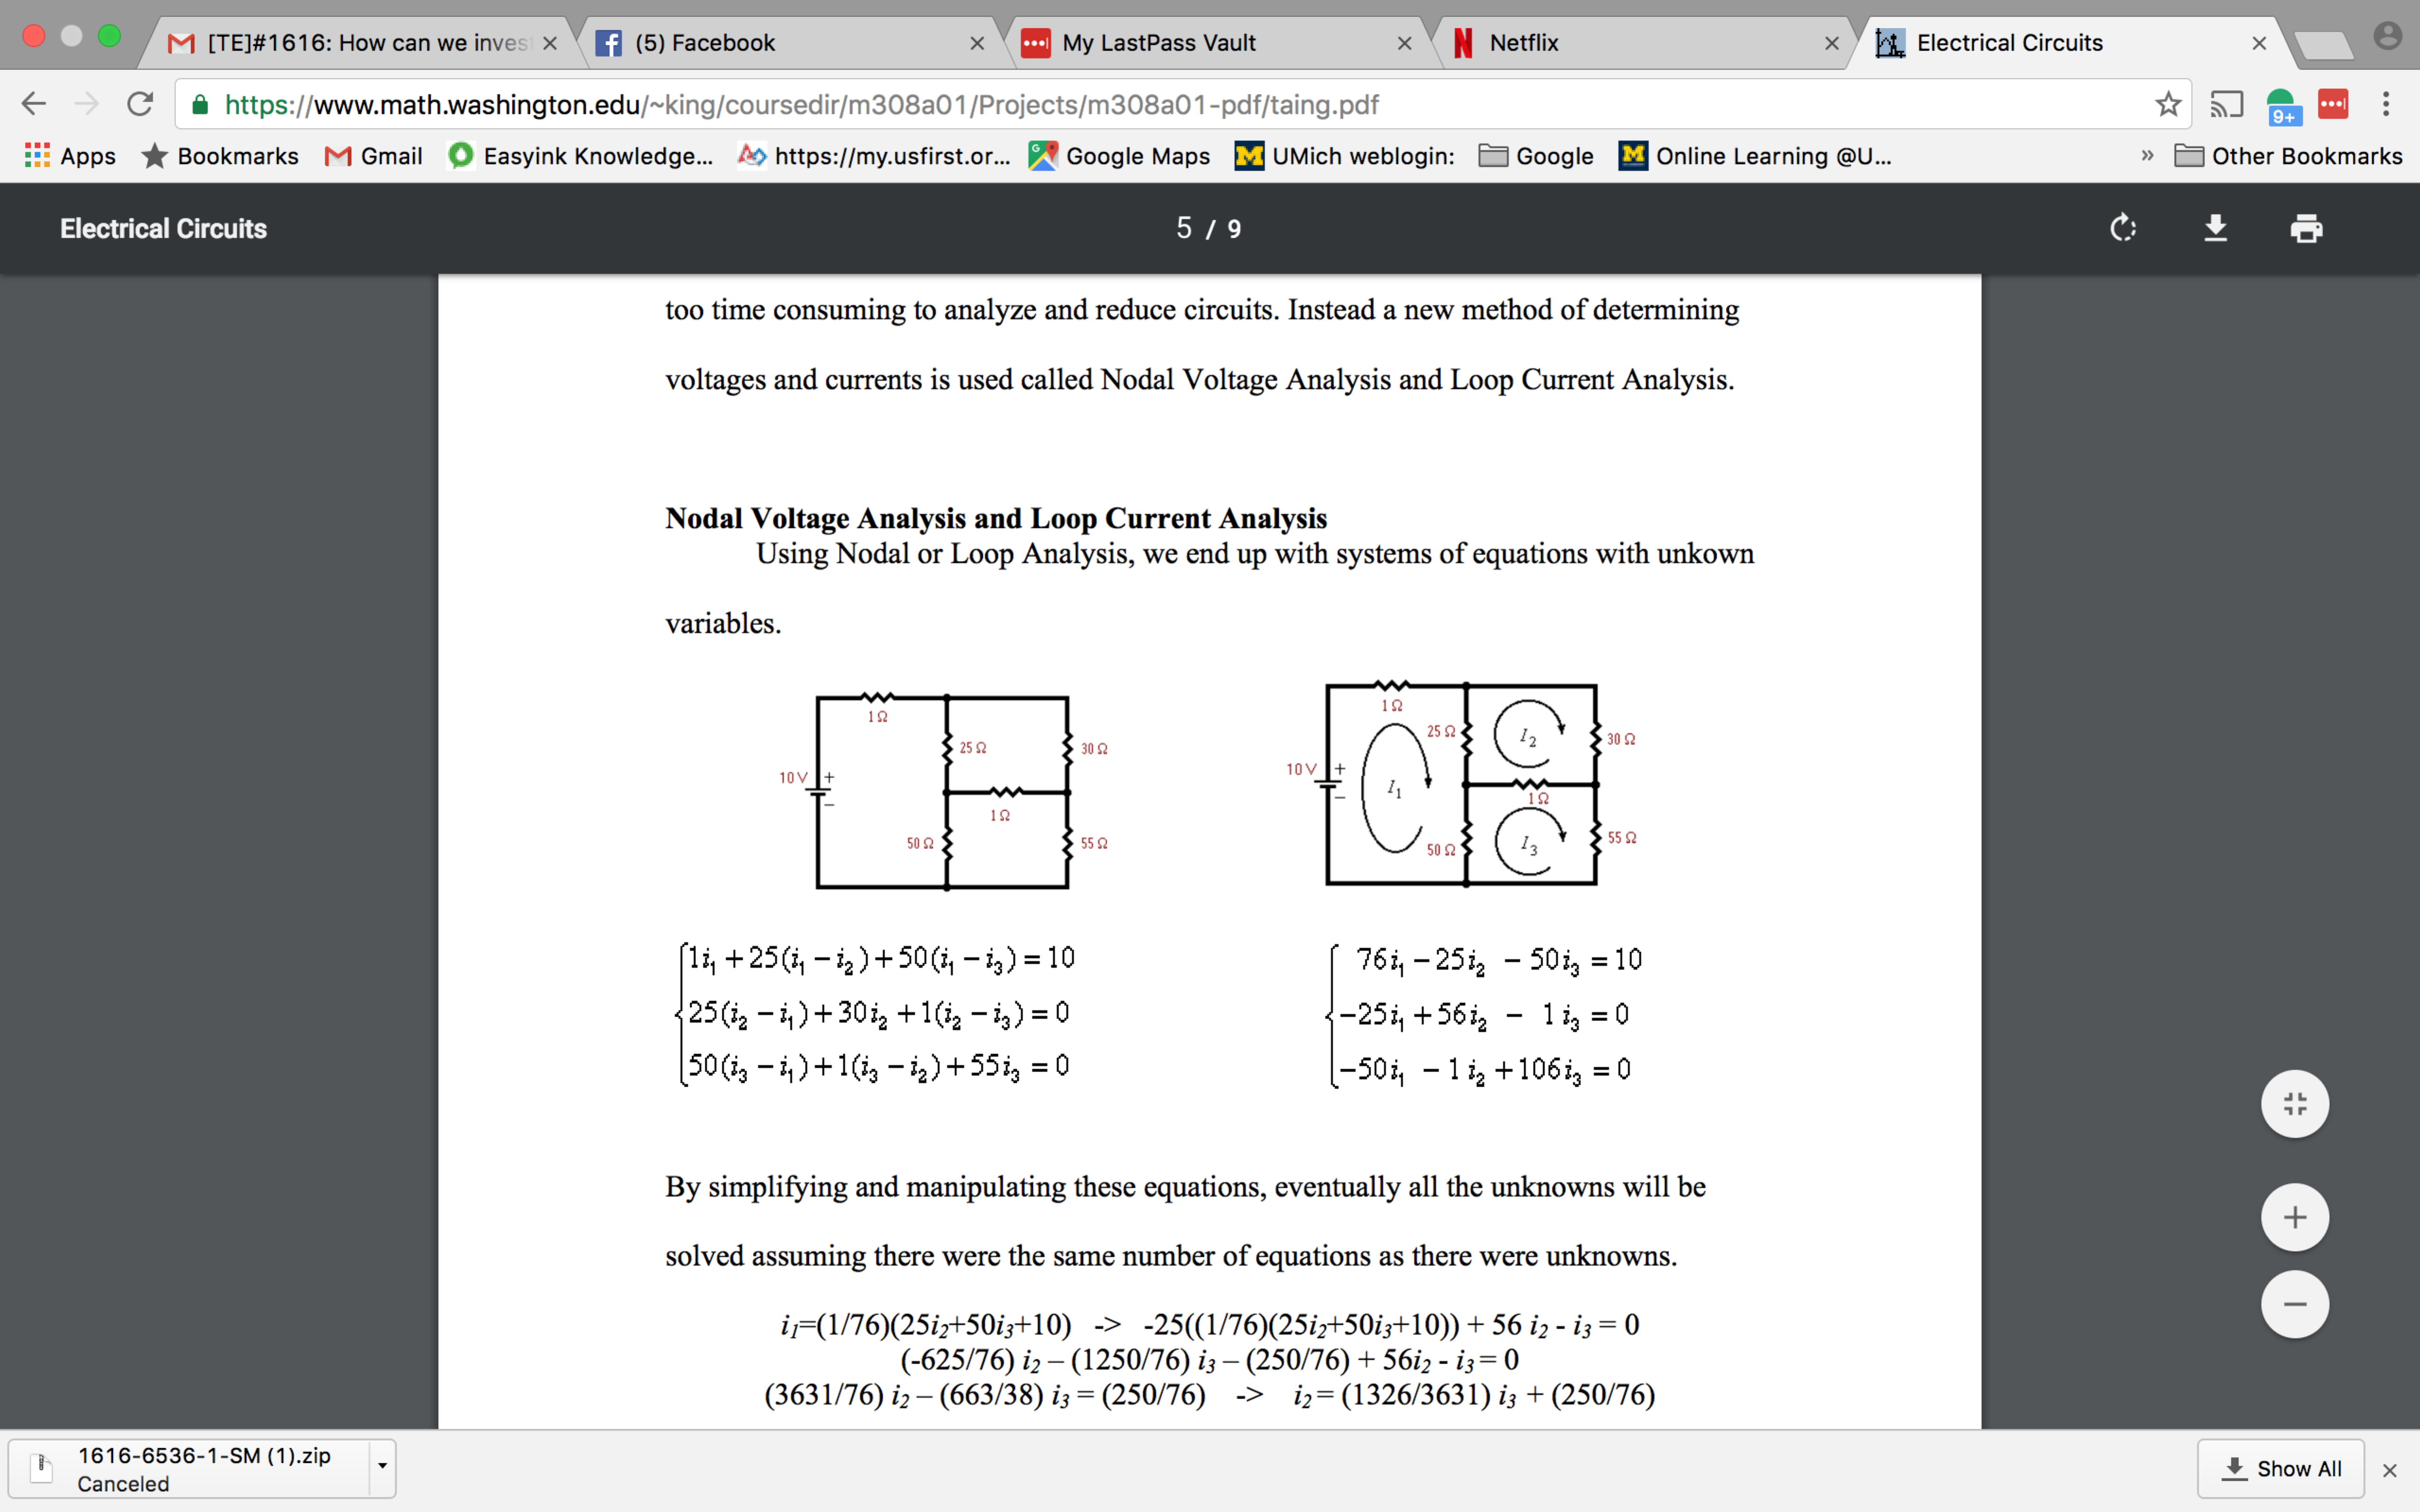 [TE]#1616: How can we inves
(5) Facebook
My LastPass Vault
Netflix
Electrical Circuits
https://www.math.washington.edu/~king/coursedir/m308a01/Projects/m308a01-pdf/taing.pdf
9+
Apps
Bookmarks
Gmail
Easyink Knowledge...
https://my.usfirst.or...
Google Maps
UMich weblogin:
Google
Online Learning @U...
»
Other Bookmarks
Electrical Circuits
5 / 9
too time consuming to analyze and reduce circuits. Instead a new method of determining
voltages and currents is used called Nodal Voltage Analysis and Loop Current Analysis.
Nodal Voltage Analysis and Loop Current Analysis
Using Nodal or Loop Analysis, we end up with systems of equations with unkown
variables.
1 Ω
25 Ω
30 Ω
10 V
+
−
1 Ω
50 Ω
55 Ω
1 Ω
25 Ω
I₂
30 Ω
10 V
+
−
I₁
1 Ω
50 Ω
I₃
55 Ω
1i₁ + 25(i₁ − i₂) + 50(i₁ − i₃) = 10
25(i₂ − i₁) + 30i₂ + 1(i₂ − i₃) = 0
50(i₃ − i₁) + 1(i₃ − i₂) + 55i₃ = 0
76i₁ − 25i₂ − 50i₃ = 10
−25i₁ + 56i₂ − 1i₃ = 0
−50i₁ − 1i₂ + 106i₃ = 0
By simplifying and manipulating these equations, eventually all the unknowns will be
solved assuming there were the same number of equations as there were unknowns.
i₁=(1/76)(25i₂+50i₃+10) -> -25((1/76)(25i₂+50i₃+10)) + 56 i₂ - i₃ = 0
(-625/76) i₂ – (1250/76) i₃ – (250/76) + 56i₂ - i₃ = 0
(3631/76) i₂ – (663/38) i₃ = (250/76) -> i₂ = (1326/3631) i₃ + (250/76)
1616-6536-1-SM (1).zip
Canceled
Show All